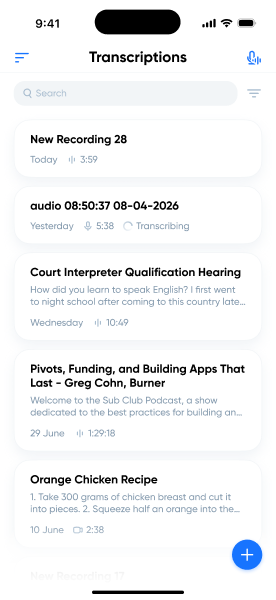 9:41
Transcriptions
Search
New Recording 28
Today 3:59
audio 08:50:37 08-04-2026
Yesterday 5:38 Transcribing
Court Interpreter Qualification Hearing
How did you learn to speak English? I first went
to night school after coming to this country late...
Wednesday 10:49
Pivots, Funding, and Building Apps That
Last - Greg Cohn, Burner
Welcome to the Sub Club Podcast, a show
dedicated to the best practices for building an...
29 June 1:29:18
Orange Chicken Recipe
1. Take 300 grams of chicken breast and cut it
into pieces. 2. Squeeze half an orange into the...
10 June 2:38
New Recording 17